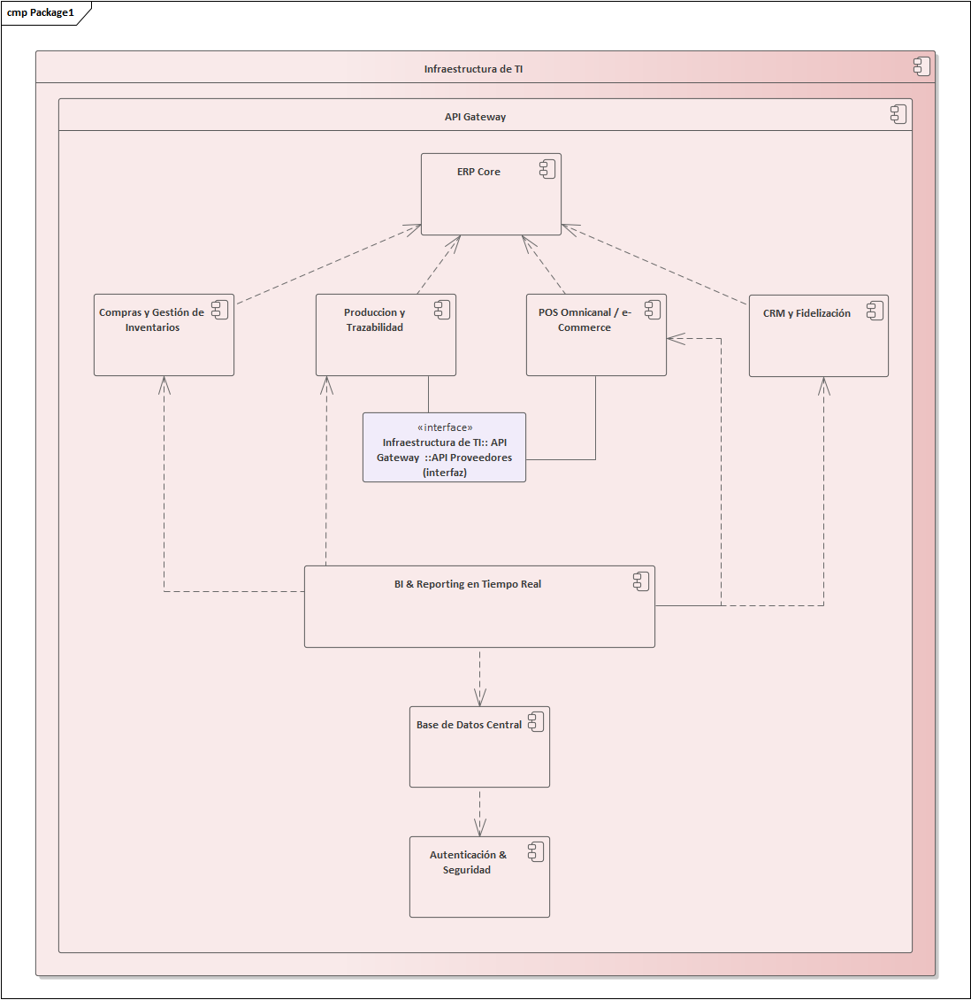 cmp Package1
Infraestructura de TI
API Gateway
ERP Core
Compras y Gestión de
Inventarios
Produccion y
Trazabilidad
POS Omnicanal / e-
Commerce
CRM y Fidelización
«interface»
Infraestructura de TI:: API
Gateway ::API Proveedores
(interfaz)
BI & Reporting en Tiempo Real
Base de Datos Central
Autenticación &
Seguridad